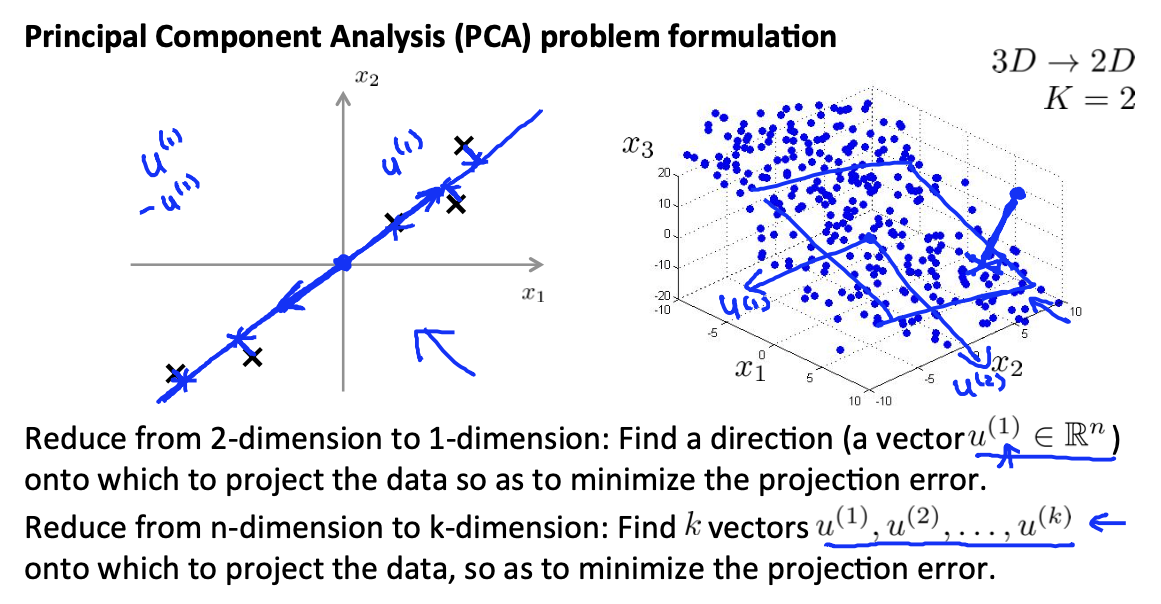 Principal Component Analysis (PCA) problem formulation
3D → 2D
K = 2
x₂
x₁
u⁽¹⁾
-u⁽¹⁾
u⁽¹⁾
x₃
20
10
0
-10
-20
-10
-5
0
5
10
x₁
-10
-5
0
5
10
x₂
u⁽¹⁾
u⁽²⁾
Reduce from 2-dimension to 1-dimension: Find a direction (a vector u⁽¹⁾ ∈ ℝⁿ)
onto which to project the data so as to minimize the projection error.
Reduce from n-dimension to k-dimension: Find k vectors u⁽¹⁾, u⁽²⁾, . . . , u⁽ᵏ⁾
onto which to project the data, so as to minimize the projection error.